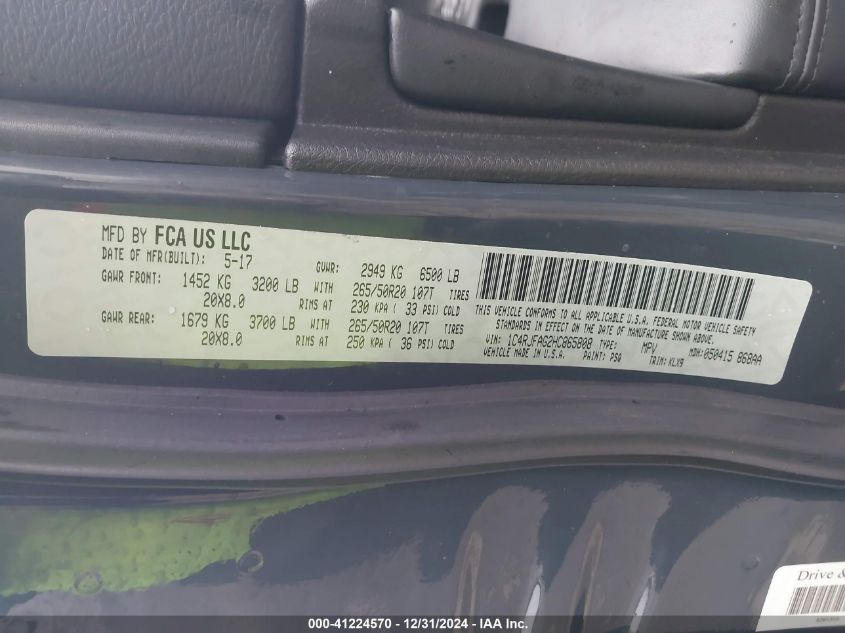 MFD BY FCA US LLC
DATE OF MFR(BUILT): 5-17 GVWR: 2949 KG 6500 LB
GAWR FRONT: 1452 KG 3200 LB WITH 265/50R20 107T TIRES
20X8.0 RIMS AT 230 KPA ( 33 PSI) COLD
GAWR REAR: 1679 KG 3700 LB WITH 265/50R20 107T TIRES
20X8.0 RIMS AT 250 KPA ( 36 PSI) COLD
THIS VEHICLE CONFORMS TO ALL APPLICABLE
U.S.A. FEDERAL MOTOR VEHICLE SAFETY
STANDARDS IN EFFECT ON THE DATE OF MANUFACTURE SHOWN ABOVE.
VIN: 1C4RJFAG2HC865808 TYPE: MPV MDH: 050415 868AA
VEHICLE MADE IN U.S.A. PAINT: PSQ TRIM: KLX9
Drive &
000-41224570 - 12/31/2024 - IAA Inc.